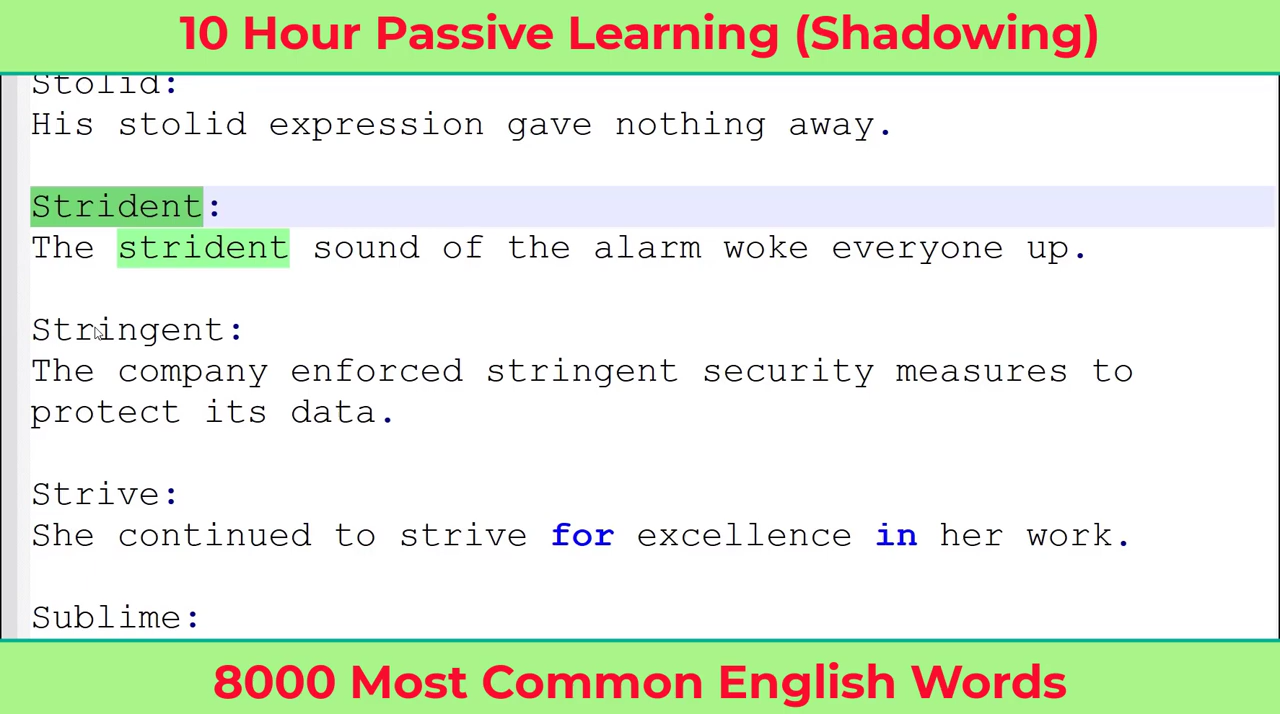 10 Hour Passive Learning (Shadowing)
Stolid:
His stolid expression gave nothing away.
Strident:
The strident sound of the alarm woke everyone up.
Stringent:
The company enforced stringent security measures to
protect its data.
Strive:
She continued to strive for excellence in her work.
Sublime:
8000 Most Common English Words